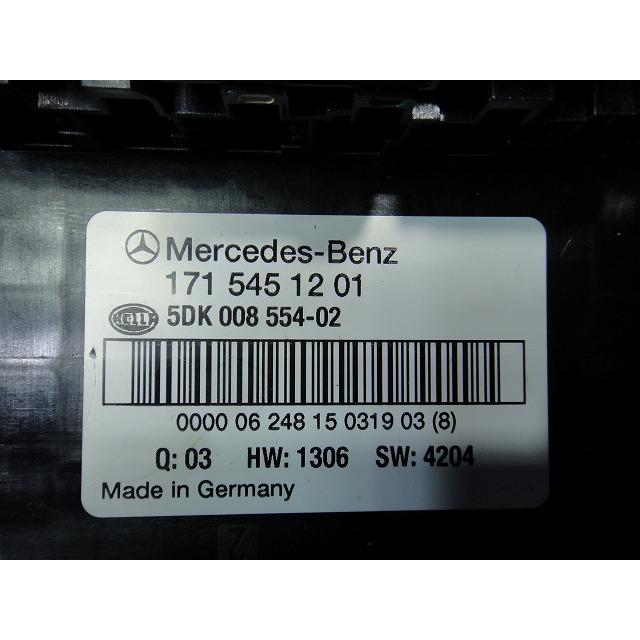 Mercedes-Benz
171 545 12 01
HELLA 5DK 008 554-02
0000 06 248 15 0319 03 (8)
Q: 03 HW: 1306 SW: 4204
Made in Germany